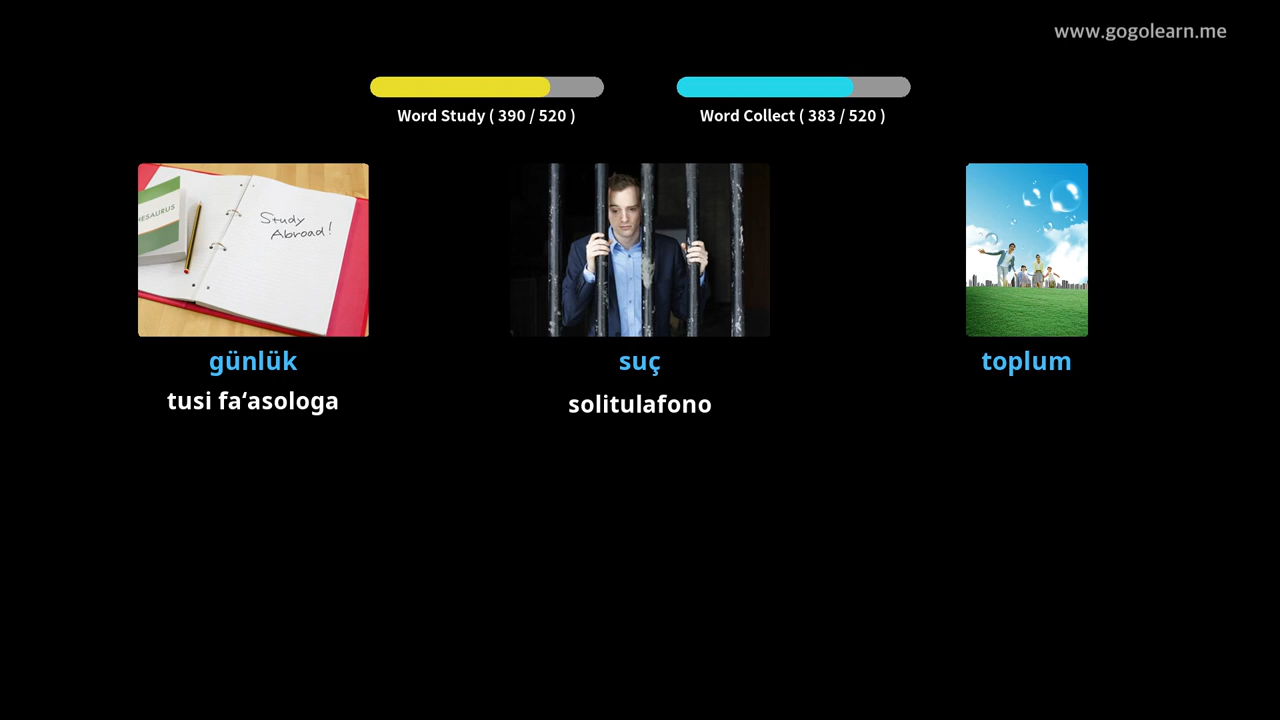 www.gogolearn.me
Word Study ( 390 / 520 )
Word Collect ( 383 / 520 )
HESAURUS
Study
Abroad!
günlük
suç
toplum
tusi fa‘asologa
solitulafono